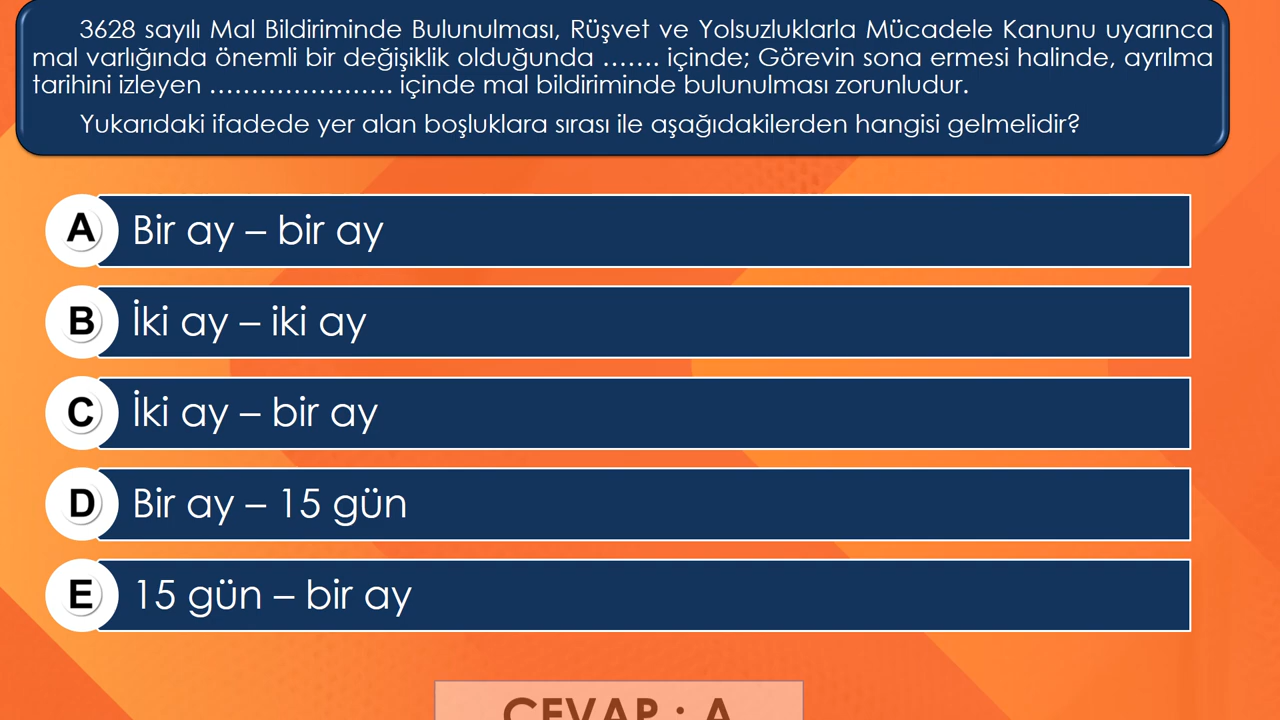 3628 sayılı Mal Bildiriminde Bulunulması, Rüşvet ve Yolsuzluklarla Mücadele Kanunu uyarınca
mal varlığında önemli bir değişiklik olduğunda ……. içinde; Görevin sona ermesi halinde, ayrılma
tarihini izleyen …………………. içinde mal bildiriminde bulunulması zorunludur.
Yukarıdaki ifadede yer alan boşluklara sırası ile aşağıdakilerden hangisi gelmelidir?
A Bir ay – bir ay
B İki ay – iki ay
C İki ay – bir ay
D Bir ay – 15 gün
E 15 gün – bir ay
CEVAP : A